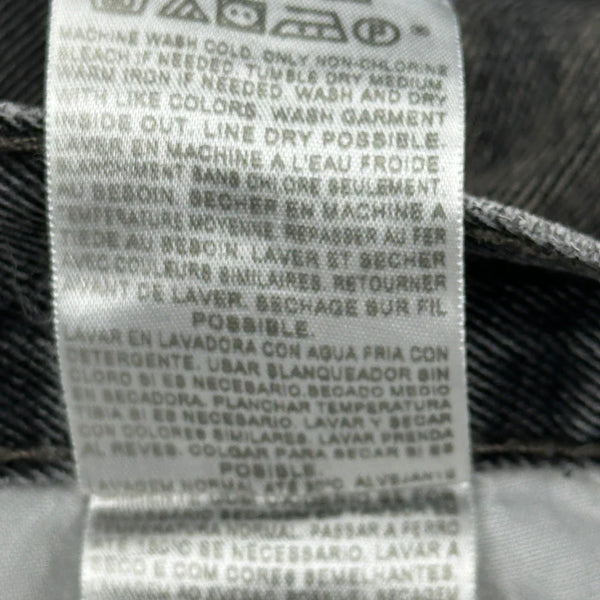 MACHINE WASH COLD, ONLY NON-CHLORINE
BLEACH IF NEEDED, TUMBLE DRY MEDIUM,
WARM IRON IF NEEDED, WASH AND DRY
WITH LIKE COLORS, WASH GARMENT
INSIDE OUT, LINE DRY POSSIBLE.
LAVER EN MACHINE A L'EAU FROIDE
SANS CHLORE SEULEMENT
AU BESOIN, SECHER EN MACHINE A
TEMPERATURE MOYENNE REPASSER AU FER
TIEDE AU BESOIN, LAVER ET SECHER
AVEC COULEURS SIMILAIRES. RETOURNER
AVANT DE LAVER. SECHAGE SUR FIL
POSSIBLE.
LAVAR EN LAVADORA CON AGUA FRIA CON
DETERGENTE. USAR BLANQUEADOR SIN
CLORO SI ES NECESARIO. SECADO MEDIO
EN SECADORA. PLANCHAR TEMPERATURA
TIBIA SI ES NECESARIO. LAVAR Y SECAR
CON COLORES SIMILARES. LAVAR PRENDA
AL REVES. COLGAR PARA SECAR SI ES
POSIBLE.
LAVAGEM NORMAL ATE 30°C ALVEJANTE
NORMAL. PASSAR A FERRO
SE NECESSARIO. LAVAR A
SECO E COM CORES SEMELHANTES.